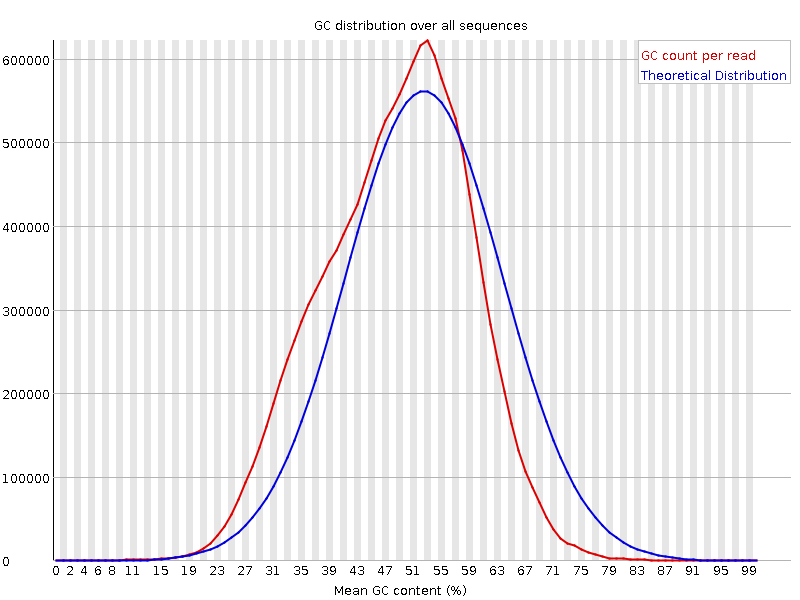 GC distribution over all sequences
GC count per read
Theoretical Distribution
600000
500000
400000
300000
200000
100000
0
0 2 4 6 8 11 15 19 23 27 31 35 39 43 47 51 55 59 63 67 71 75 79 83 87 91 95 99
Mean GC content (%)